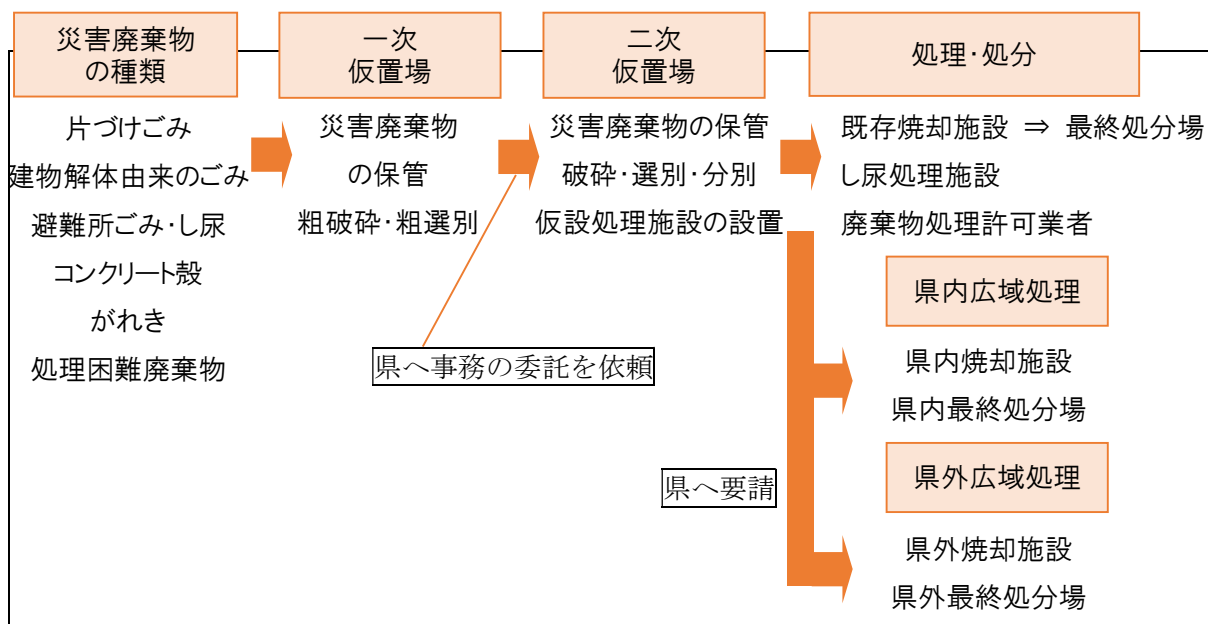 災害廃棄物
の種類
片づけごみ
建物解体由来のごみ
避難所ごみ・し尿
コンクリート殻
がれき
処理困難廃棄物
一次
仮置場
災害廃棄物
の保管
粗破砕・粗選別
県へ事務の委託を依頼
二次
仮置場
災害廃棄物の保管
破砕・選別・分別
仮設処理施設の設置
県へ要請
処理・処分
既存焼却施設 ⇒ 最終処分場
し尿処理施設
廃棄物処理許可業者
県内広域処理
県内焼却施設
県内最終処分場
県外広域処理
県外焼却施設
県外最終処分場